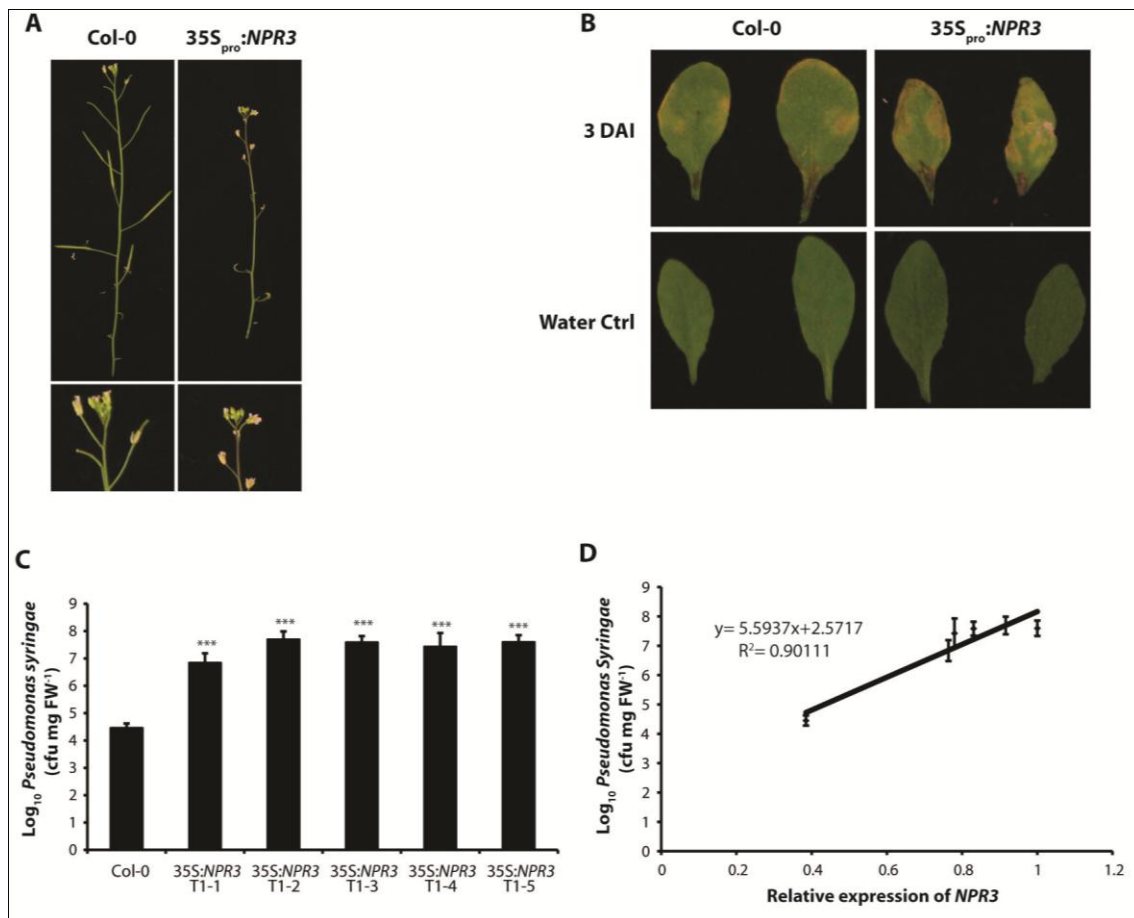 A
Col-0 35Spro:NPR3
B
Col-0 35Spro:NPR3
3 DAI
Water Ctrl
C
Log10 Pseudomonas syringae
(cfu mg FW-1)
9
8
7
6
5
4
3
2
1
0
***
***
***
***
***
Col-0
35S:NPR3
T1-1
35S:NPR3
T1-2
35S:NPR3
T1-3
35S:NPR3
T1-4
35S:NPR3
T1-5
D
Log10 Pseudomonas Syringae
(cfu mg FW-1)
9
8
7
6
5
4
3
2
1
0
y= 5.5937x+2.5717
R2= 0.90111
0 0.2 0.4 0.6 0.8 1 1.2
Relative expression of NPR3